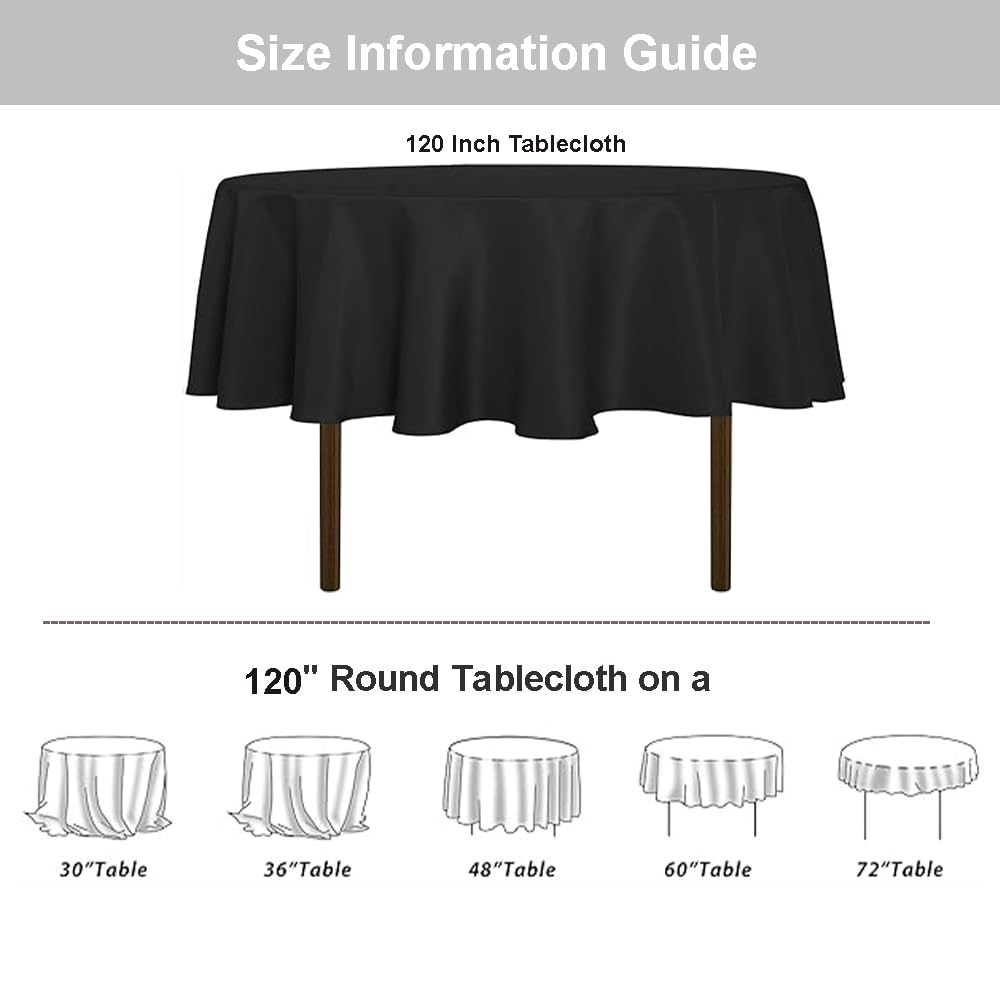 Size Information Guide
120 Inch Tablecloth
120" Round Tablecloth on a
30"Table 36"Table 48"Table 60"Table 72"Table